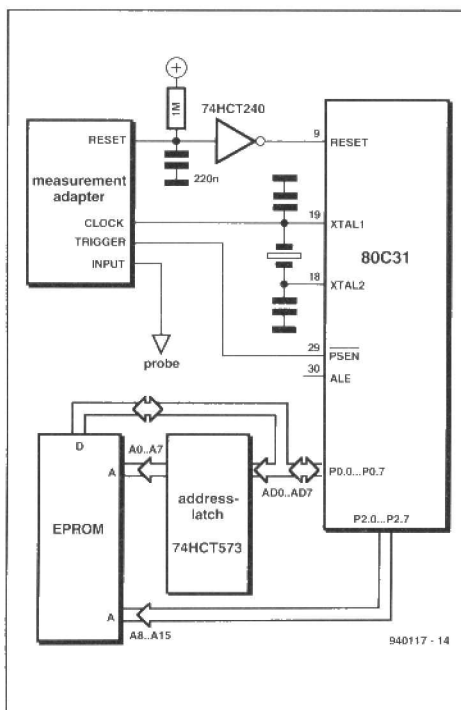 +
1M
74HCT240
RESET
9
RESET
measurement
adapter
220n
CLOCK
19
XTAL1
TRIGGER
80C31
INPUT
18
XTAL2
29
PSEN
probe
30
ALE
D
A0..A7
A
AD0..AD7
P0.0...P0.7
address-
latch
EPROM
74HCT573
P2.0...P2.7
A
A8..A15
940117 - 14